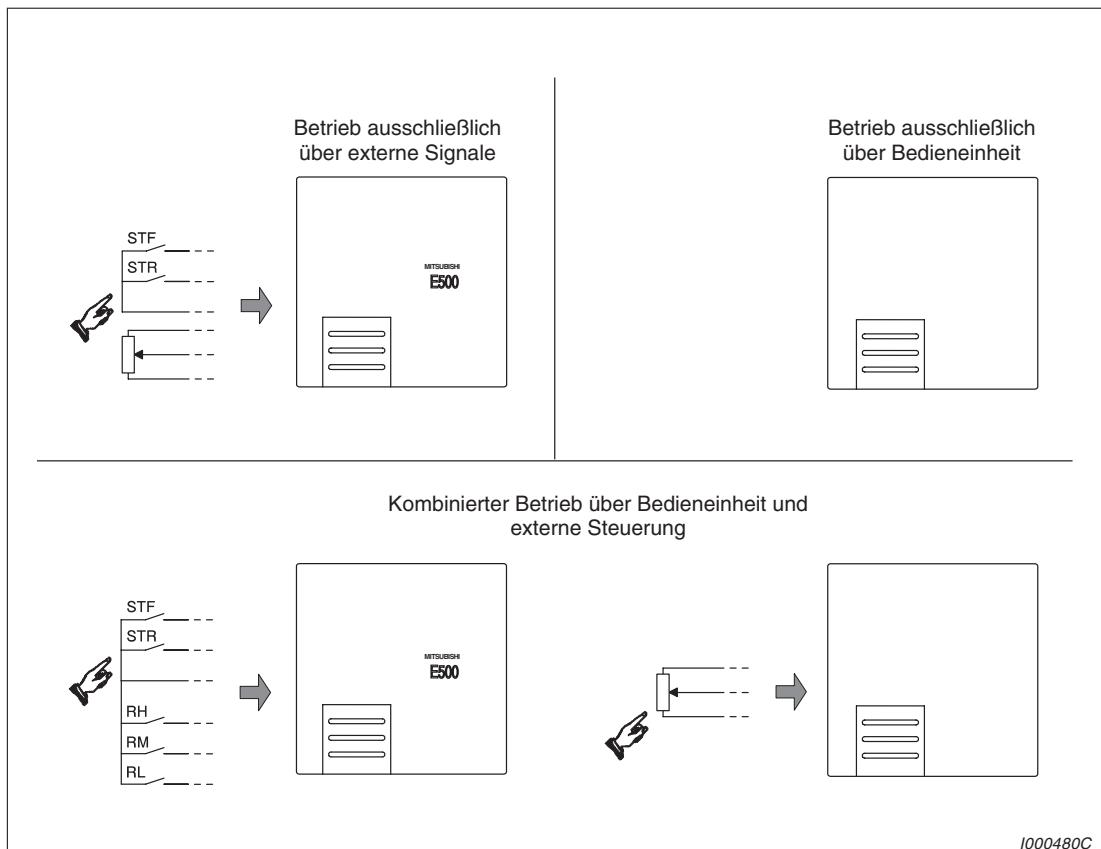 Betrieb ausschließlich
über externe Signale
STF
STR
MITSUBISHI
E500
Betrieb ausschließlich
über Bedieneinheit
Kombinierter Betrieb über Bedieneinheit und
externe Steuerung
STF
STR
RH
RM
RL
MITSUBISHI
E500
I000480C